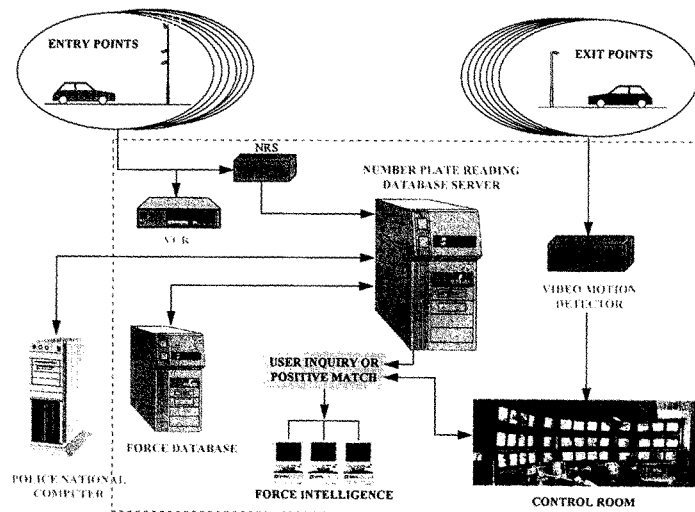 ENTRY POINTS
EXIT POINTS
NRS
NUMBER PLATE READING
DATABASE SERVER
VCR
VIDEO MOTION
DETECTOR
USER INQUIRY OR
POSITIVE MATCH
FORCE DATABASE
POLICE NATIONAL
COMPUTER
FORCE INTELLIGENCE
CONTROL ROOM